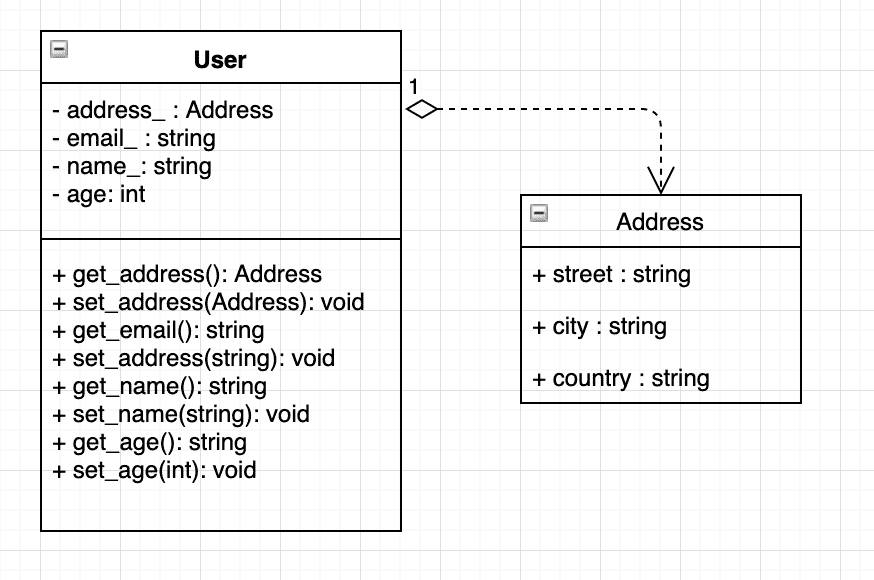 User
- address_ : Address
- email_ : string
- name_: string
- age: int
+ get_address(): Address
+ set_address(Address): void
+ get_email(): string
+ set_address(string): void
+ get_name(): string
+ set_name(string): void
+ get_age(): string
+ set_age(int): void
1
Address
+ street : string
+ city : string
+ country : string